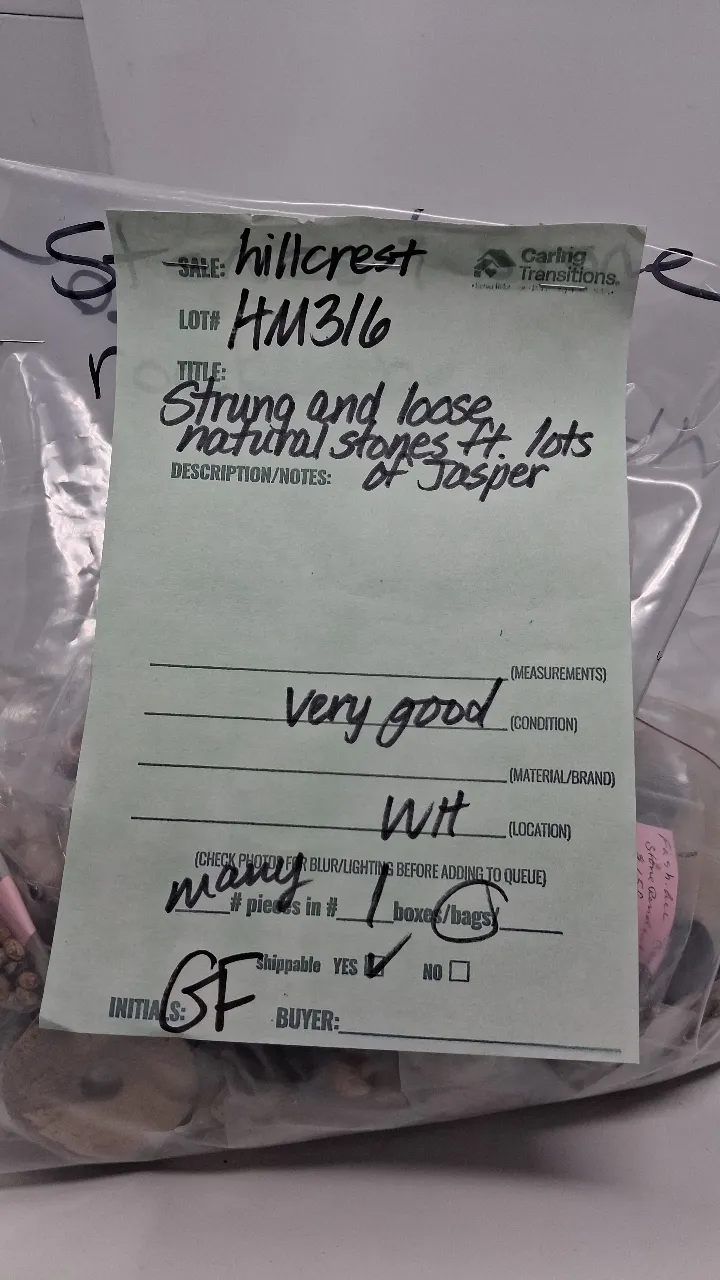 SALE: hillcrest
Caring Transitions®
LOT# HM316
TITLE:
Strung and loose
natural stones ft. lots
of Jasper
DESCRIPTION/NOTES:
(MEASUREMENTS)
very good (CONDITION)
(MATERIAL/BRAND)
WH (LOCATION)
(CHECK PHOTOS FOR BLUR/LIGHTING BEFORE ADDING TO QUEUE)
many # pieces in # 1 boxes/bags/
shippable YES ☑ NO ☐
INITIALS: GF BUYER: